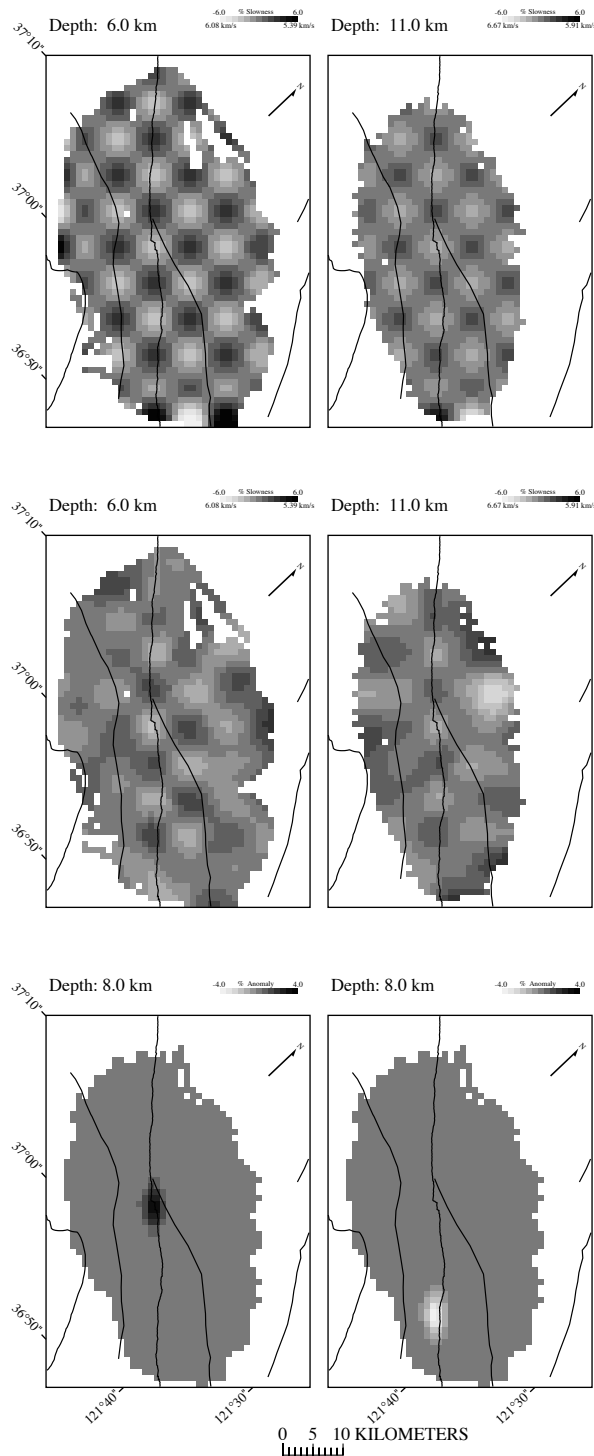 Depth: 6.0 km
-6.0 % Slowness 6.0
6.08 km/s 5.39 km/s
Depth: 11.0 km
-6.0 % Slowness 6.0
6.67 km/s 5.91 km/s
37°10"
N
N
37°00"
36°50"
Depth: 6.0 km
-6.0 % Slowness 6.0
6.08 km/s 5.39 km/s
Depth: 11.0 km
-6.0 % Slowness 6.0
6.67 km/s 5.91 km/s
37°10"
N
N
37°00"
36°50"
Depth: 8.0 km
-4.0 % Anomaly 4.0
Depth: 8.0 km
-4.0 % Anomaly 4.0
37°10"
N
N
37°00"
36°50"
121°40"
121°30"
121°40"
121°30"
0 5 10 KILOMETERS